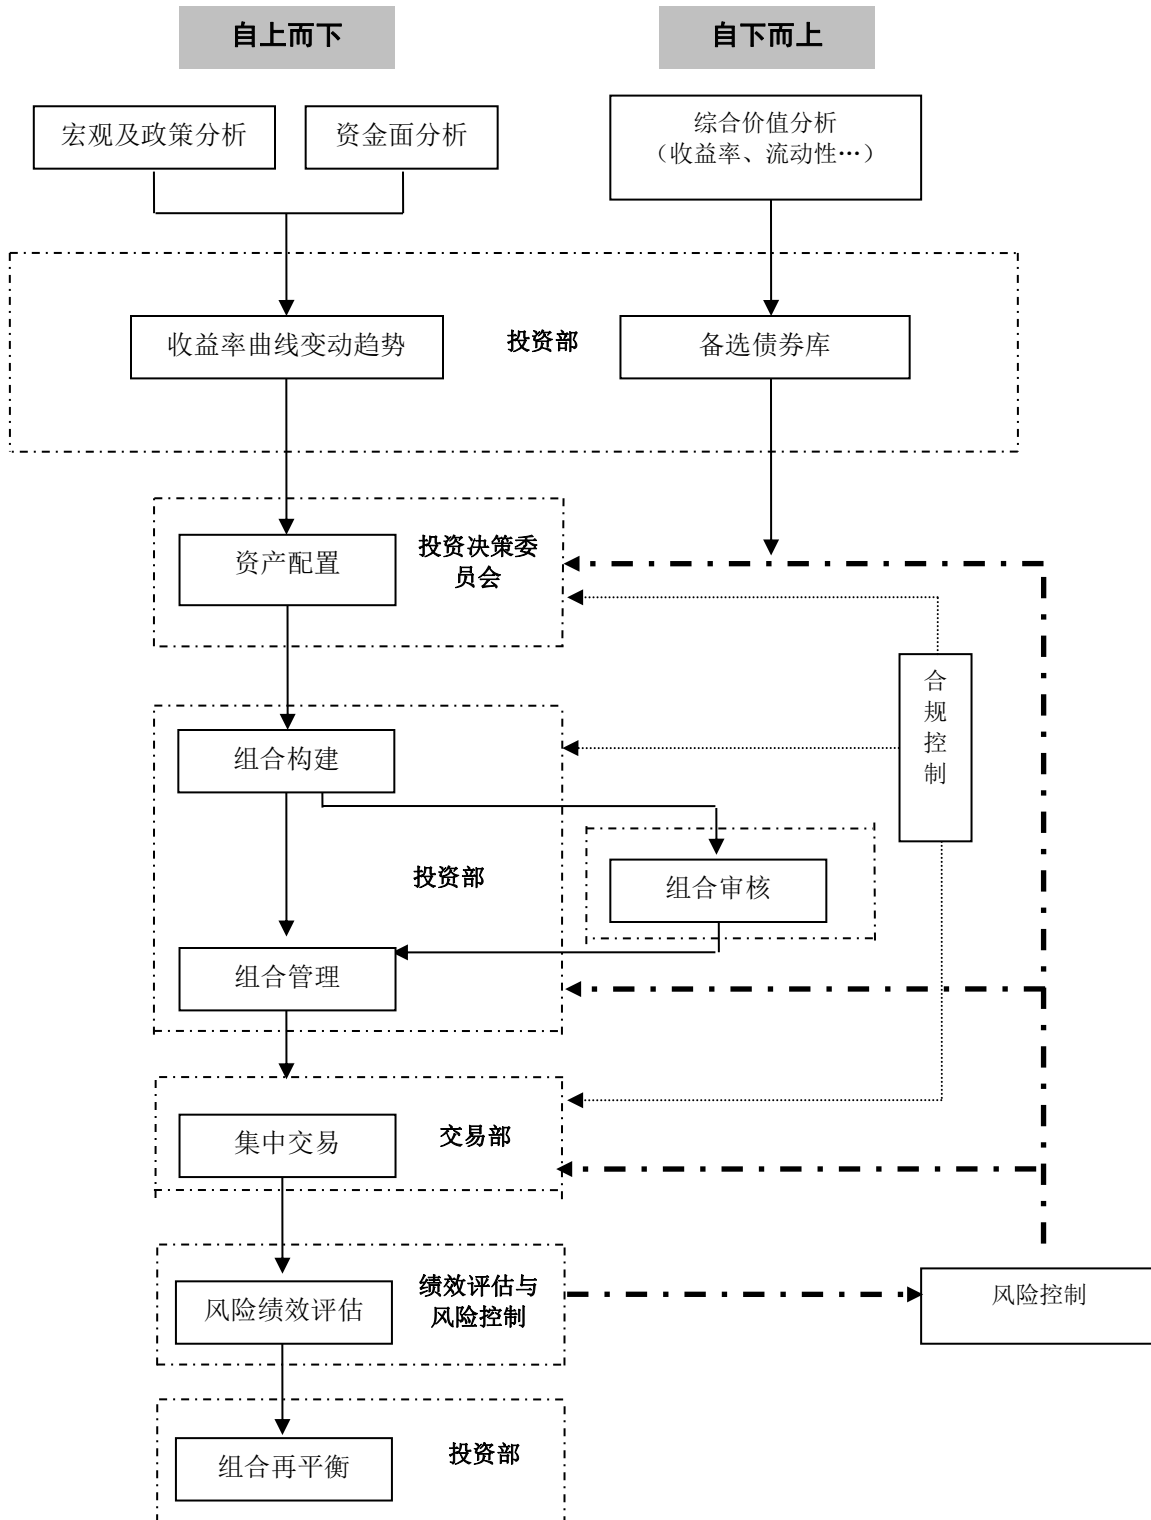 自上而下
自下而上
宏观及政策分析
资金面分析
综合价值分析
（收益率、流动性…）
收益率曲线变动趋势
投资部
备选债券库
资产配置
投资决策委
员会
合
规
控
制
组合构建
投资部
组合审核
组合管理
集中交易
交易部
风险绩效评估
绩效评估与
风险控制
风险控制
组合再平衡
投资部